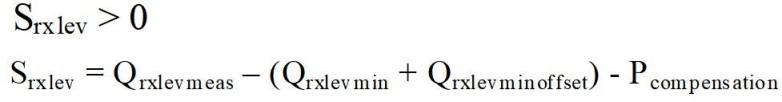 Srxlev > 0
Srxlev = Qrxlevmeas – (Qrxlevmin + Qrxlevminoffset) - Pcompensation